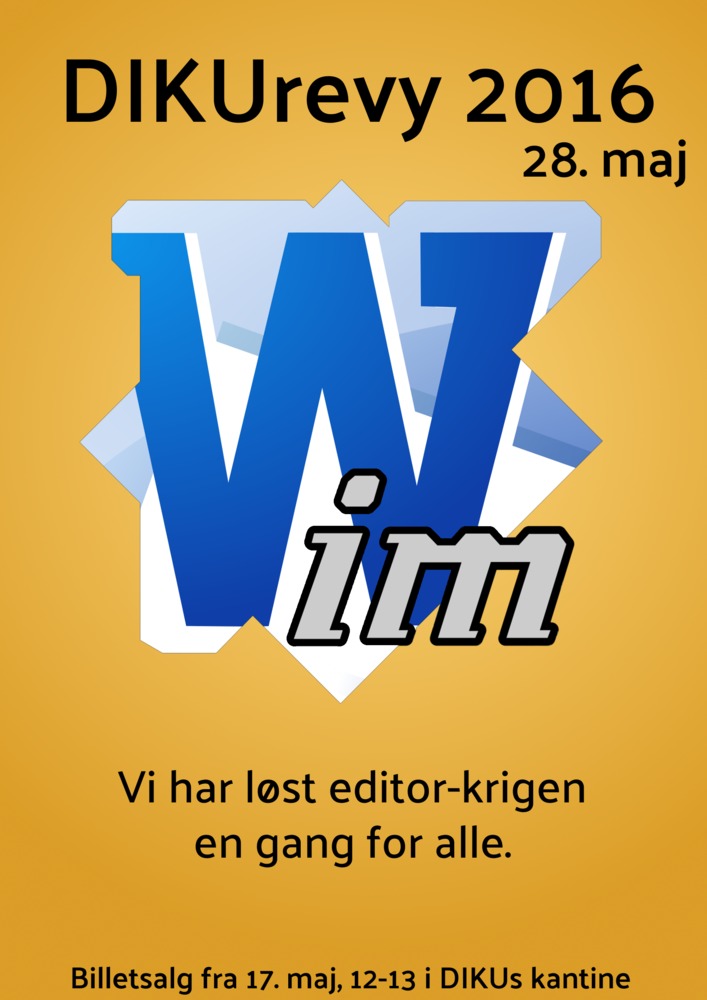 DIKUrevy 2016
28. maj
Wim
Vi har løst editor-krigen
en gang for alle.
Billetsalg fra 17. maj, 12-13 i DIKUs kantine